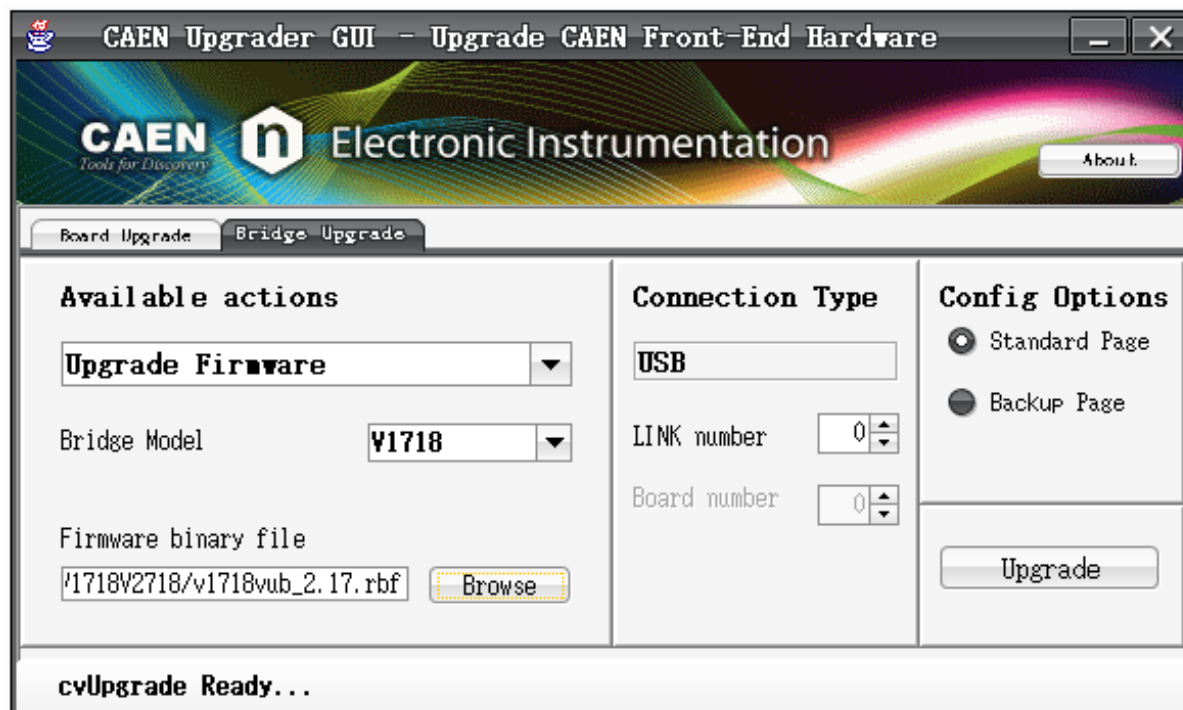 CAEN Upgrader GUI - Upgrade CAEN Front-End Hardware
CAEN
Tools for Discovery
n
Electronic Instrumentation
About
Board Upgrade
Bridge Upgrade
Available actions
Upgrade Firmware
Bridge Model
V1718
Firmware binary file
/1718V2718/v1718vub_2.17.rbf
Browse
Connection Type
USB
LINK number
0
Board number
0
Config Options
Standard Page
Backup Page
Upgrade
cvUpgrade Ready...